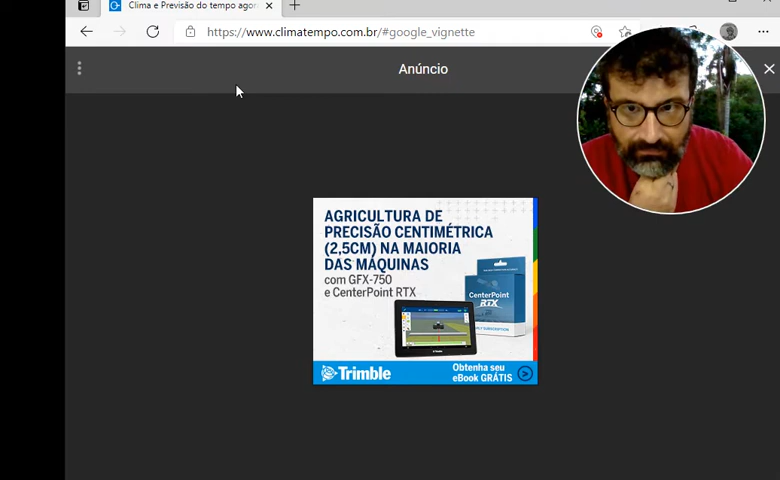 Clima e Previsão do tempo agor
https://www.climatempo.com.br/#google_vignette
Anúncio
AGRICULTURA DE
PRECISÃO CENTIMÉTRICA
(2,5CM) NA MAIORIA
DAS MÁQUINAS
com GFX-750
e CenterPoint RTX
CenterPoint
RTX
Trimble
Obtenha seu
eBook GRÁTIS